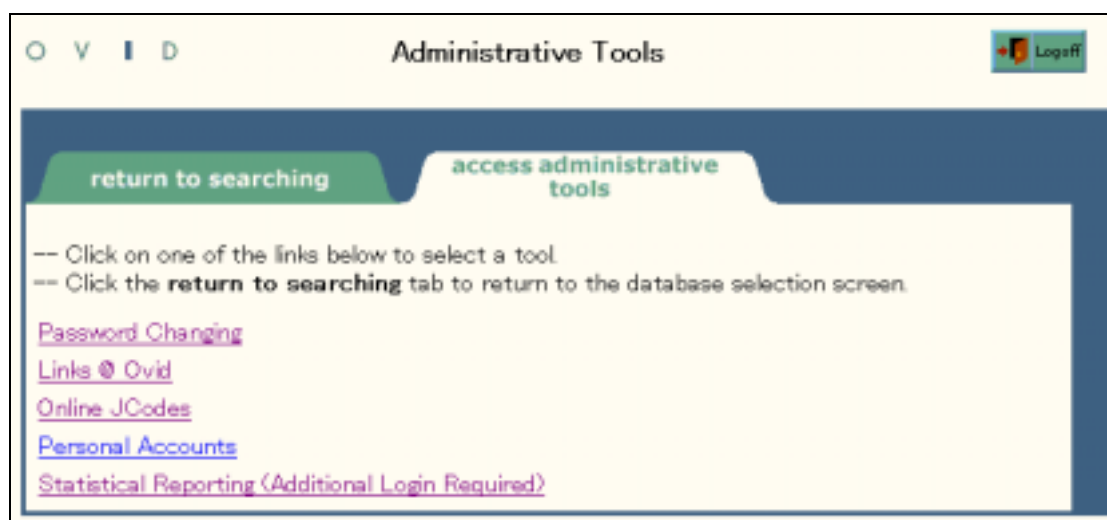 O V I D
Administrative Tools
Logoff
return to searching
access administrative
tools
-- Click on one of the links below to select a tool.
-- Click the return to searching tab to return to the database selection screen.
Password Changing
Links @ Ovid
Online JCodes
Personal Accounts
Statistical Reporting (Additional Login Required)